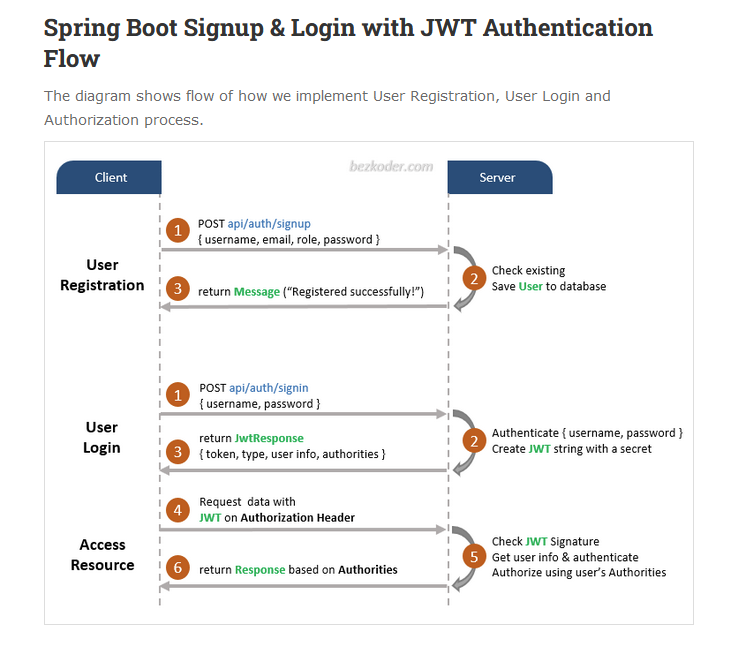 Spring Boot Signup & Login with JWT Authentication
Flow
The diagram shows flow of how we implement User Registration, User Login and
Authorization process.
bezkoder.com
Client
Server
User
Registration
1
POST api/auth/signup
{ username, email, role, password }
2
Check existing
Save User to database
3
return Message (“Registered successfully!”)
User
Login
1
POST api/auth/signin
{ username, password }
2
Authenticate { username, password }
Create JWT string with a secret
3
return JwtResponse
{ token, type, user info, authorities }
Access
Resource
4
Request data with
JWT on Authorization Header
5
Check JWT Signature
Get user info & authenticate
Authorize using user’s Authorities
6
return Response based on Authorities